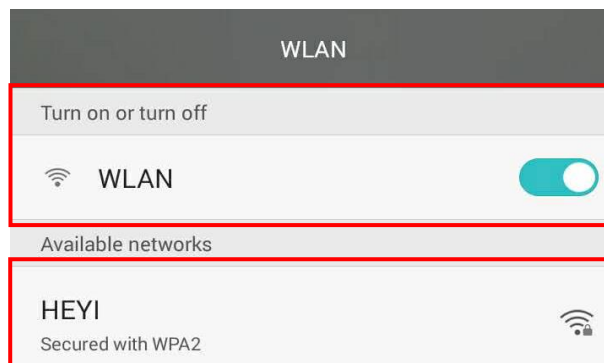 WLAN
Turn on or turn off
WLAN
Available networks
HEYI
Secured with WPA2